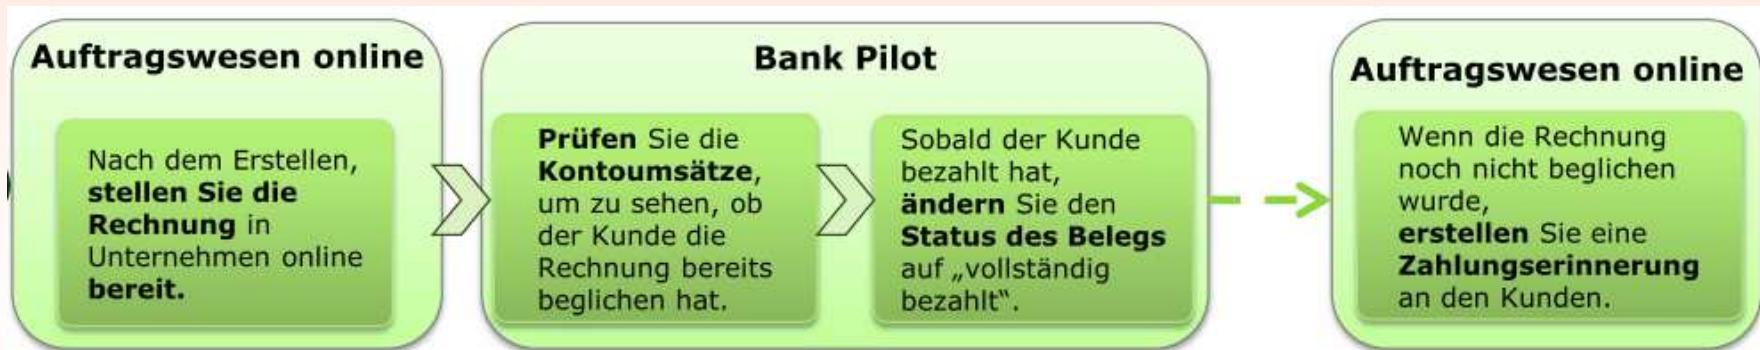 Auftragswesen online
Nach dem Erstellen,
stellen Sie die
Rechnung in
Unternehmen online
bereit.
Bank Pilot
Prüfen Sie die
Kontoumsätze,
um zu sehen, ob
der Kunde die
Rechnung bereits
beglichen hat.
Sobald der Kunde
bezahlt hat,
ändern Sie den
Status des Belegs
auf „vollständig
bezahlt“.
Auftragswesen online
Wenn die Rechnung
noch nicht beglichen
wurde,
erstellen Sie eine
Zahlungserinnerung
an den Kunden.